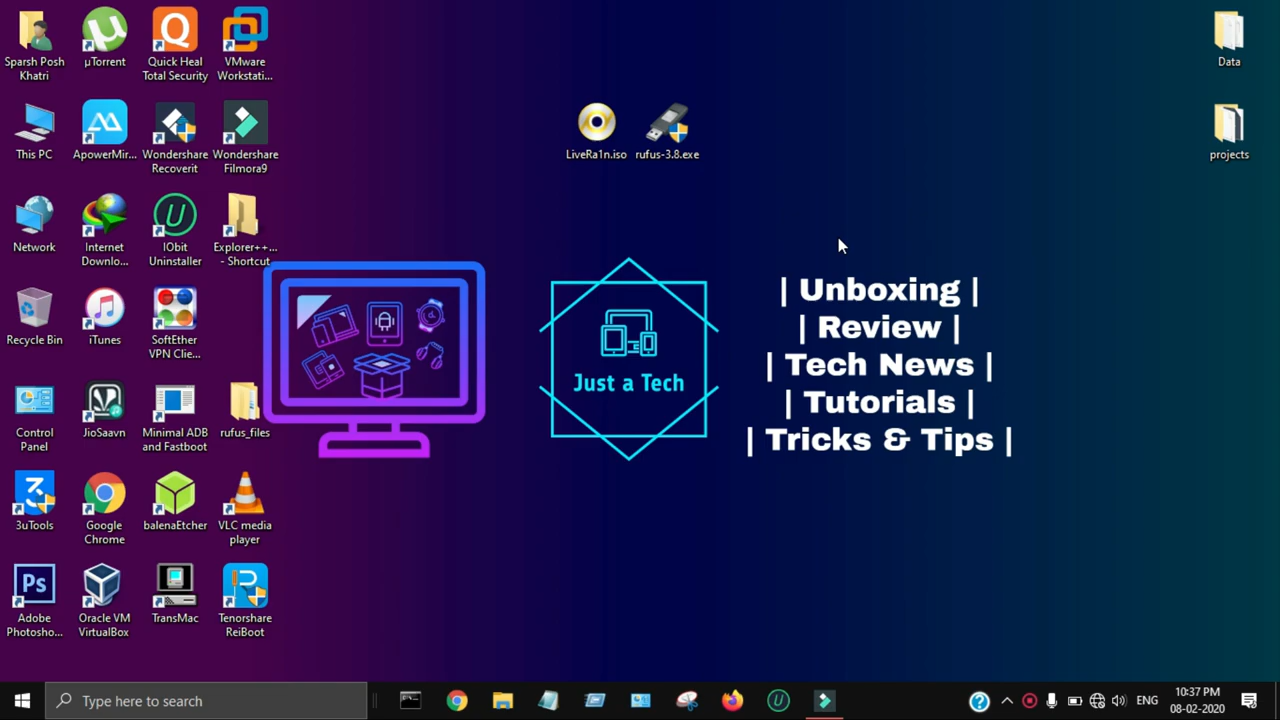 Sparsh Posh
Khatri
µTorrent
Quick Heal
Total Security
VMware
Workstati...
LiveRa1n.iso
rufus-3.8.exe
Data
This PC
ApowerMir...
Wondershare
Recoverit
Wondershare
Filmora9
projects
Network
Internet
Downlo...
IObit
Uninstaller
Explorer++...
- Shortcut
Recycle Bin
iTunes
SoftEther
VPN Clie...
Just a Tech
| Unboxing |
| Review |
| Tech News |
| Tutorials |
| Tricks & Tips |
Control
Panel
JioSaavn
Minimal ADB
and Fastboot
rufus_files
3uTools
Google
Chrome
balenaEtcher
VLC media
player
Ps
Adobe
Photosho...
Oracle VM
VirtualBox
TransMac
Tenorshare
ReiBoot
Type here to search
ENG
10:37 PM
08-02-2020